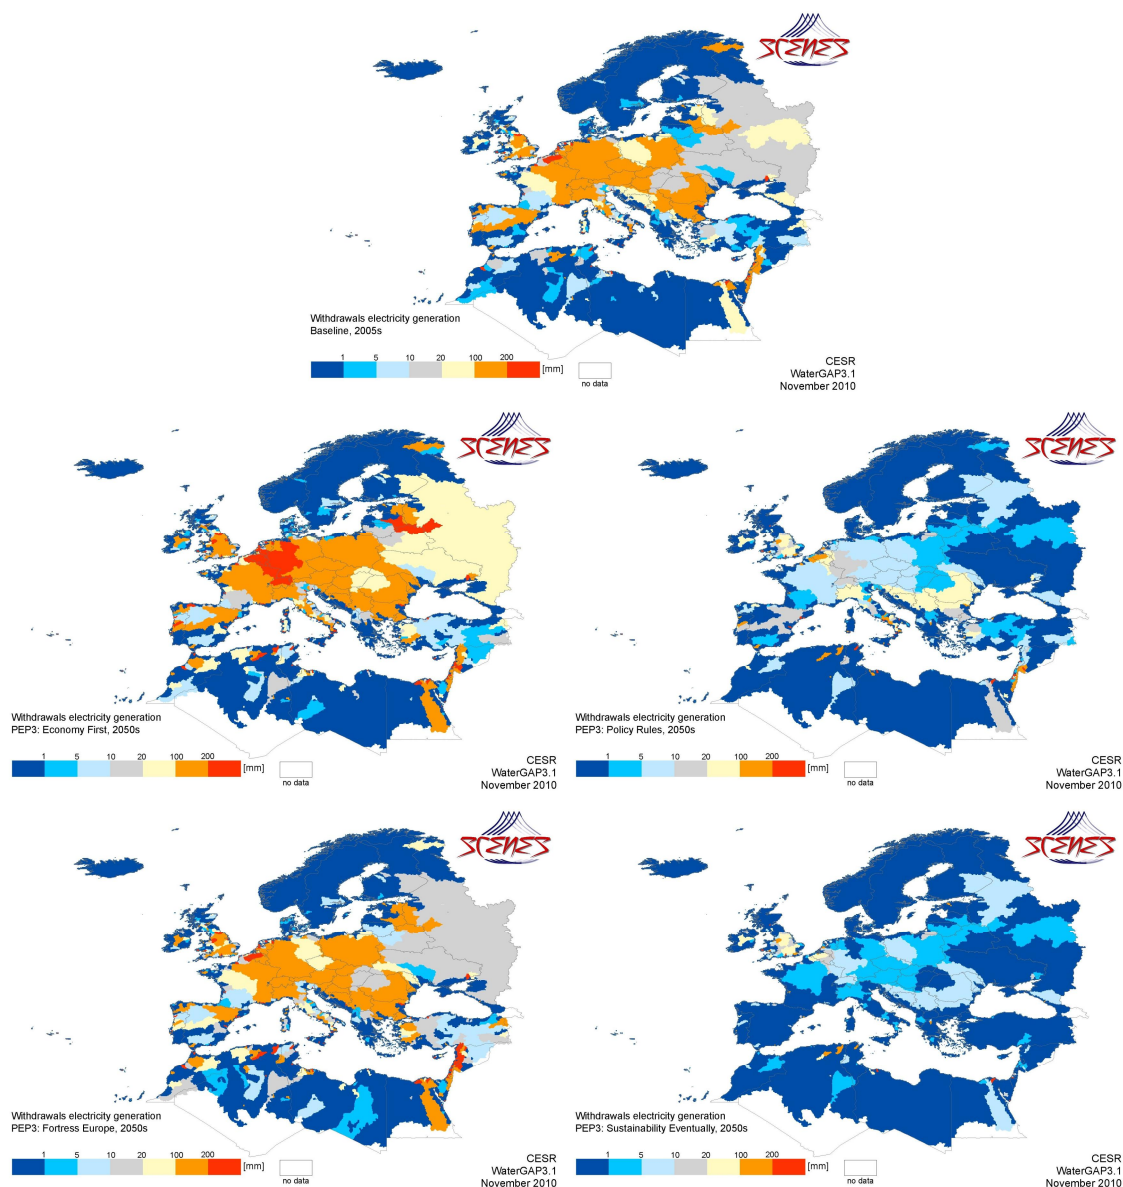 SCENES
Withdrawals electricity generation
Baseline, 2005s
1 5 10 20 100 200 [mm]
no data
CESR
WaterGAP3.1
November 2010
SCENES
Withdrawals electricity generation
PEP3: Economy First, 2050s
1 5 10 20 100 200 [mm]
no data
CESR
WaterGAP3.1
November 2010
SCENES
Withdrawals electricity generation
PEP3: Policy Rules, 2050s
1 5 10 20 100 200 [mm]
no data
CESR
WaterGAP3.1
November 2010
SCENES
Withdrawals electricity generation
PEP3: Fortress Europe, 2050s
1 5 10 20 100 200 [mm]
no data
CESR
WaterGAP3.1
November 2010
SCENES
Withdrawals electricity generation
PEP3: Sustainability Eventually, 2050s
1 5 10 20 100 200 [mm]
no data
CESR
WaterGAP3.1
November 2010